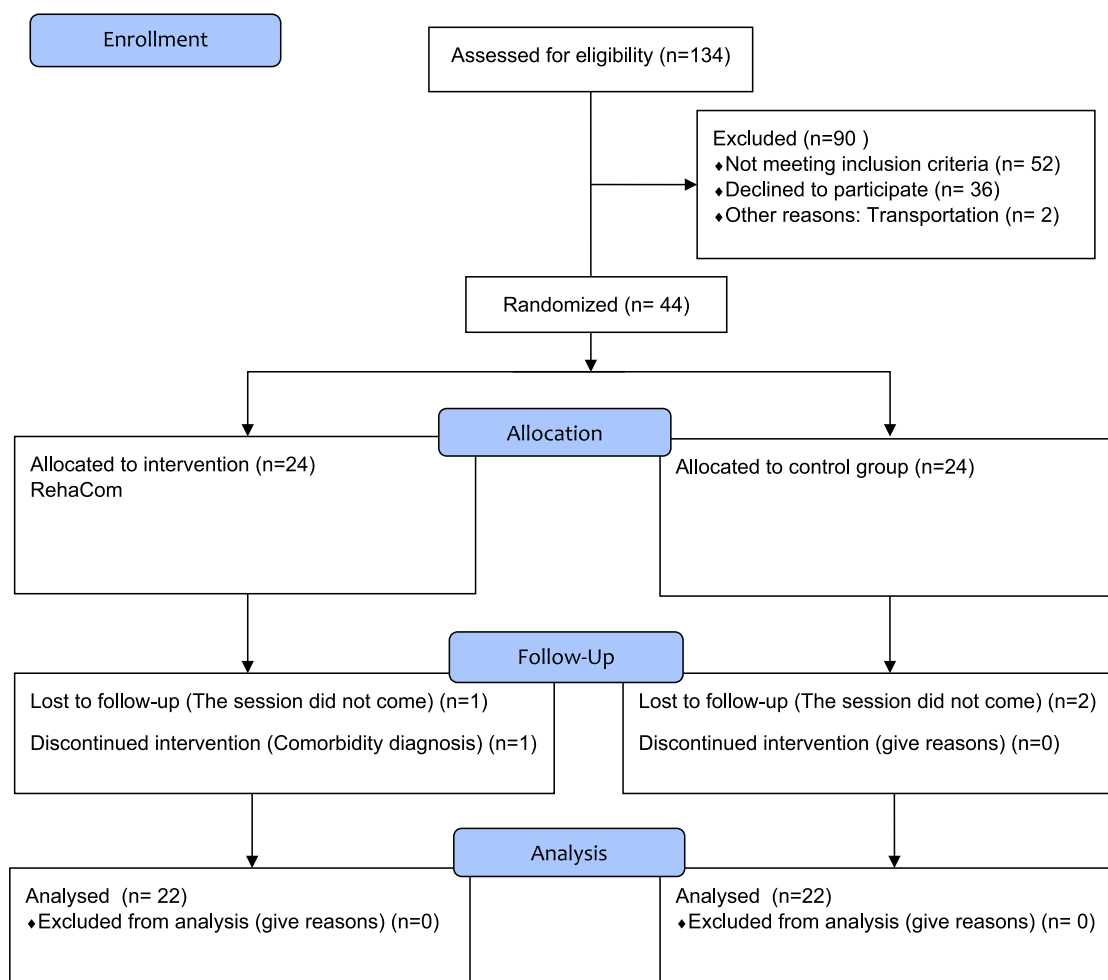 Enrollment
Assessed for eligibility (n=134)
Excluded (n=90 )
♦Not meeting inclusion criteria (n= 52)
♦Declined to participate (n= 36)
♦Other reasons: Transportation (n= 2)
Randomized (n= 44)
Allocation
Allocated to intervention (n=24)
RehaCom
Allocated to control group (n=24)
Follow-Up
Lost to follow-up (The session did not come) (n=1)
Discontinued intervention (Comorbidity diagnosis) (n=1)
Lost to follow-up (The session did not come) (n=2)
Discontinued intervention (give reasons) (n=0)
Analysis
Analysed (n= 22)
♦Excluded from analysis (give reasons) (n=0)
Analysed (n=22)
♦Excluded from analysis (give reasons) (n= 0)